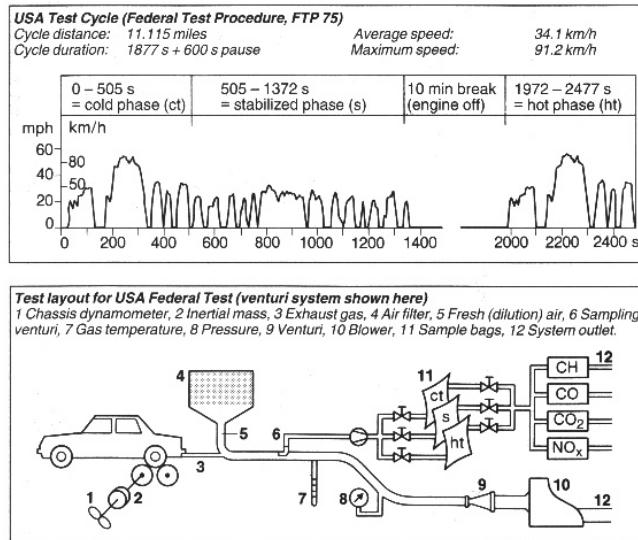 USA Test Cycle (Federal Test Procedure, FTP 75)
Cycle distance: 11.115 miles Average speed: 34.1 km/h
Cycle duration: 1877 s + 600 s pause Maximum speed: 91.2 km/h
0 – 505 s 505 – 1372 s 10 min break 1972 – 2477 s
= cold phase (ct) = stabilized phase (s) (engine off) = hot phase (ht)
mph km/h
60 80
40 50
20
0
0 200 400 600 800 1000 1200 1400 2000 2200 2400 s
Test layout for USA Federal Test (venturi system shown here)
1 Chassis dynamometer, 2 Inertial mass, 3 Exhaust gas, 4 Air filter, 5 Fresh (dilution) air, 6 Sampling
venturi, 7 Gas temperature, 8 Pressure, 9 Venturi, 10 Blower, 11 Sample bags, 12 System outlet.
4 11 ct CH 12
5 6 s CO
ht CO2
3 NOx
1 2 7 8 9 10 12